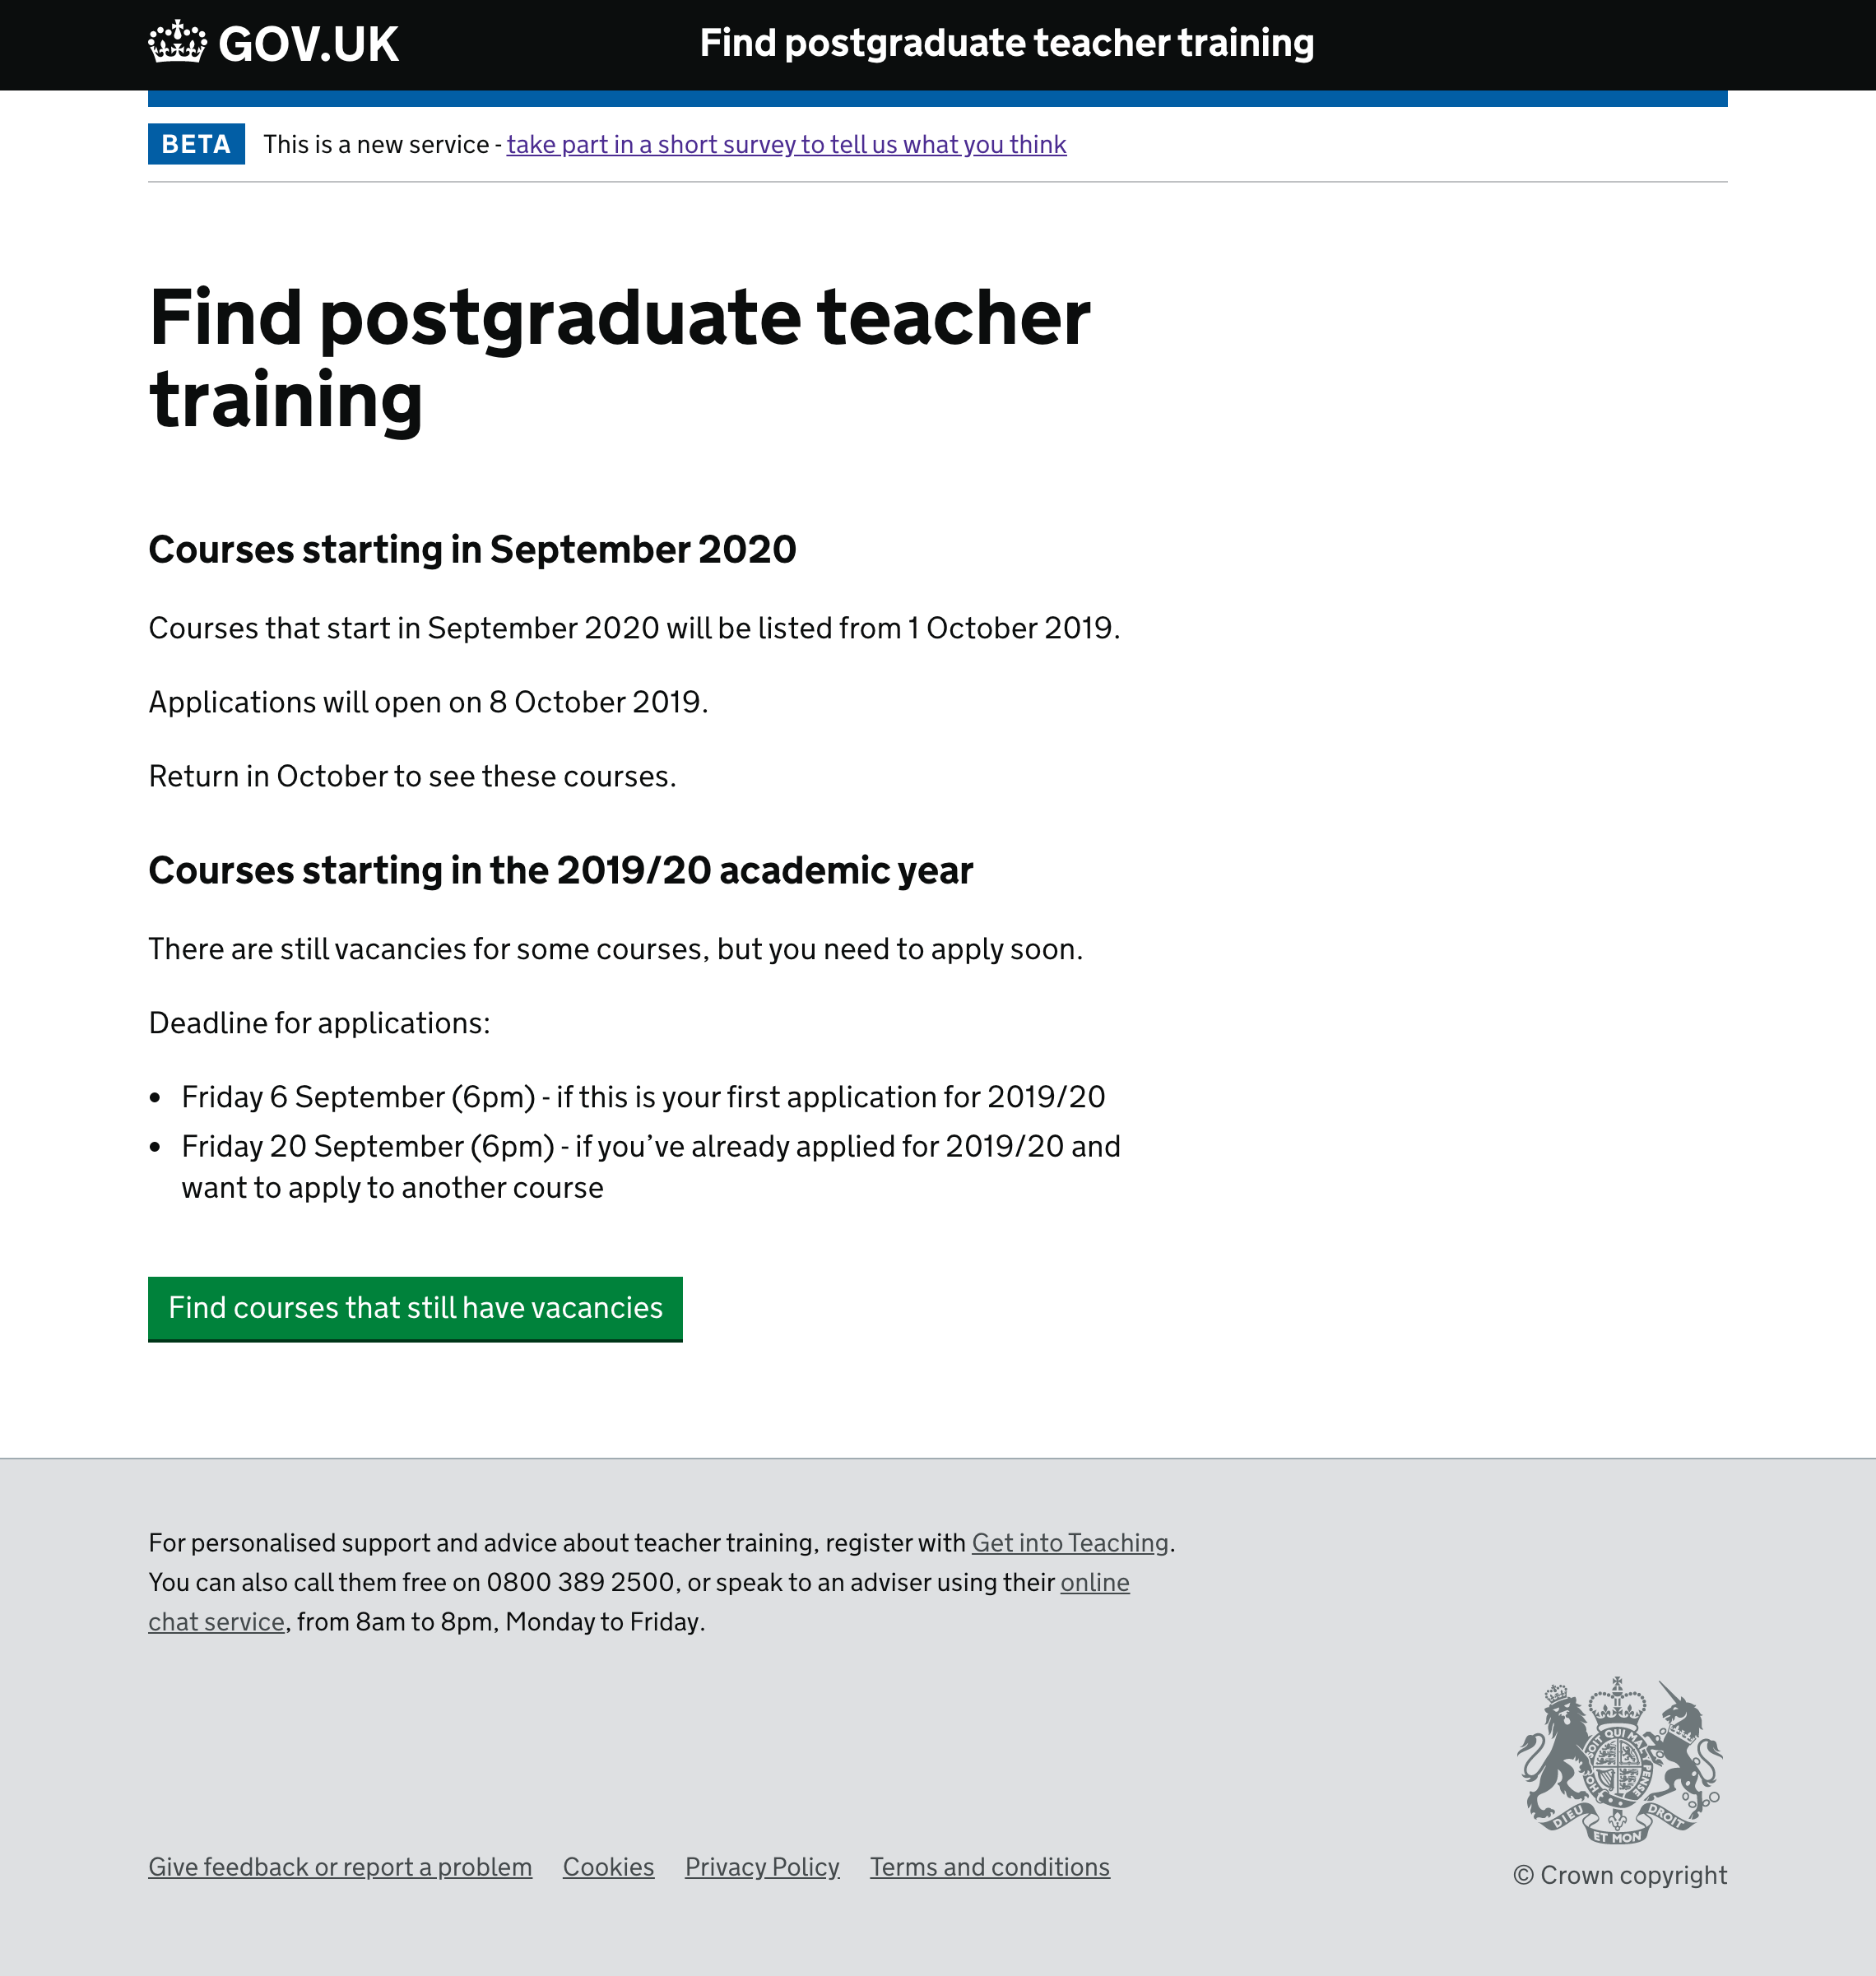 GOV.UK
Find postgraduate teacher training
BETA This is a new service - take part in a short survey to tell us what you think
Find postgraduate teacher
training
Courses starting in September 2020
Courses that start in September 2020 will be listed from 1 October 2019.
Applications will open on 8 October 2019.
Return in October to see these courses.
Courses starting in the 2019/20 academic year
There are still vacancies for some courses, but you need to apply soon.
Deadline for applications:
• Friday 6 September (6pm) - if this is your first application for 2019/20
• Friday 20 September (6pm) - if you’ve already applied for 2019/20 and
want to apply to another course
Find courses that still have vacancies
For personalised support and advice about teacher training, register with Get into Teaching.
You can also call them free on 0800 389 2500, or speak to an adviser using their online
chat service, from 8am to 8pm, Monday to Friday.
SOIT QUI MAL
PENSE
HON
DIEU
ET MON
DROIT
Give feedback or report a problem Cookies Privacy Policy Terms and conditions
© Crown copyright